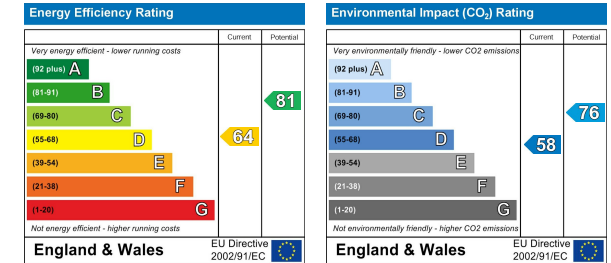 Energy Efficiency Rating
Current Potential
Very energy efficient - lower running costs
(92 plus) A
(81-91) B
81
(69-80) C
(55-68) D
64
(39-54) E
(21-38) F
(1-20) G
Not energy efficient - higher running costs
England & Wales
EU Directive
2002/91/EC
Environmental Impact (CO2) Rating
Current Potential
Very environmentally friendly - lower CO2 emissions
(92 plus) A
(81-91) B
(69-80) C
76
(55-68) D
58
(39-54) E
(21-38) F
(1-20) G
Not environmentally friendly - higher CO2 emissions
England & Wales
EU Directive
2002/91/EC